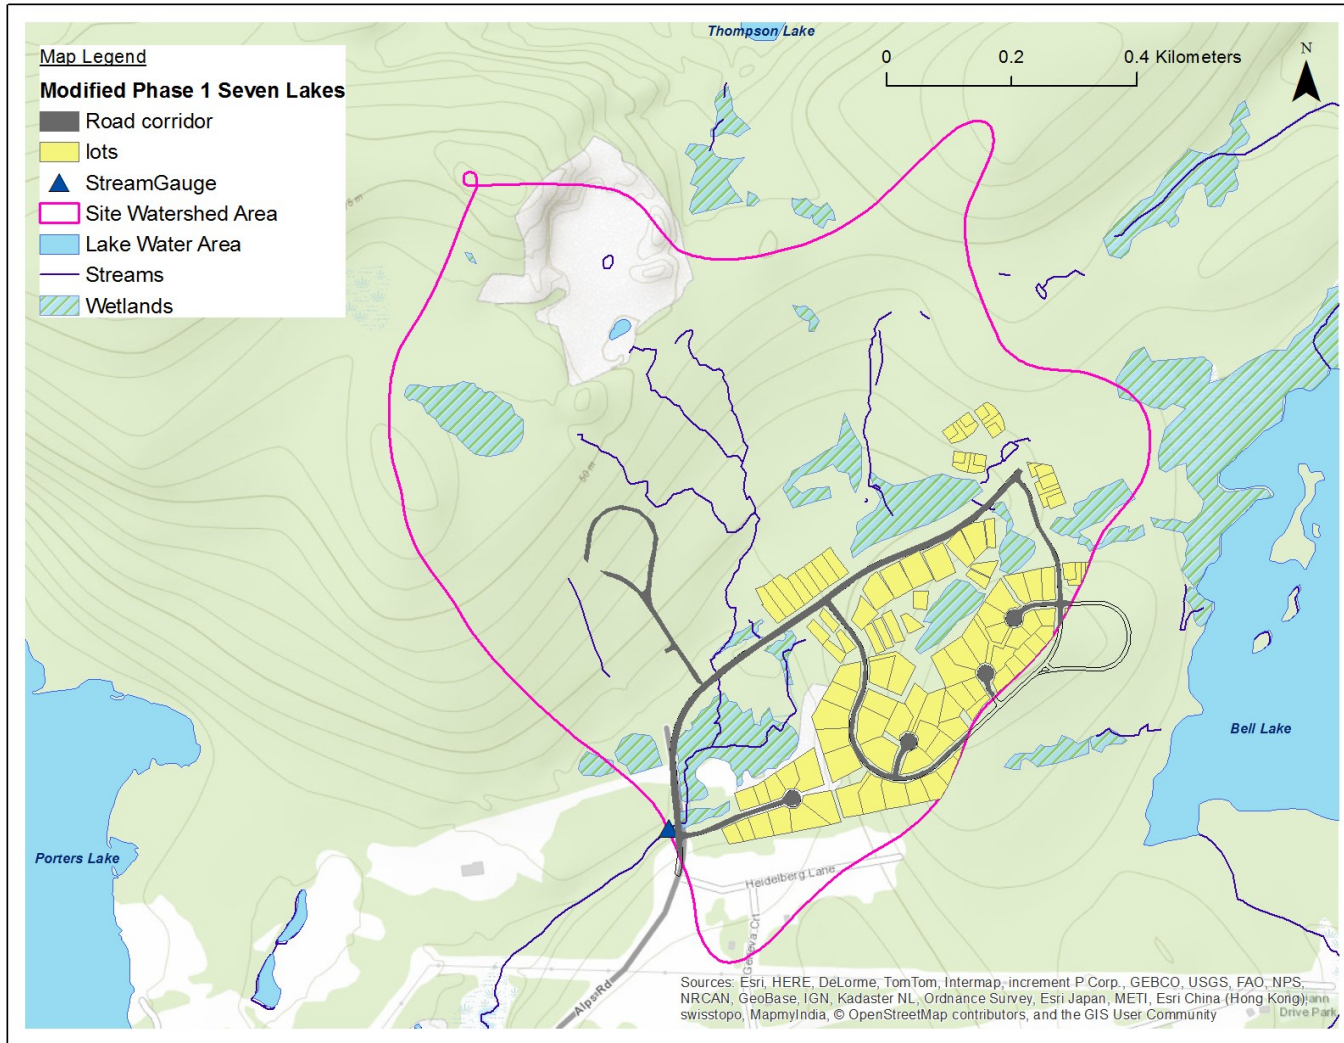 Thompson Lake
Map Legend
Modified Phase 1 Seven Lakes
Road corridor
lots
StreamGauge
Site Watershed Area
Lake Water Area
Streams
Wetlands
0 0.2 0.4 Kilometers
N
50 m
Bell Lake
Porters Lake
Heidelberg Lane
Geneva Crt
Alps Rd
Sources: Esri, HERE, DeLorme, TomTom, Intermap, increment P Corp., GEBCO, USGS, FAO, NPS,
NRCAN, GeoBase, IGN, Kadaster NL, Ordnance Survey, Esri Japan, METI, Esri China (Hong Kong),
swisstopo, MapmyIndia, © OpenStreetMap contributors, and the GIS User Community
Drive Park